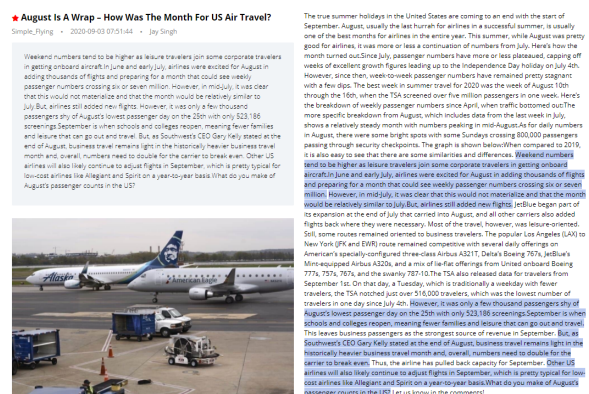 August Is A Wrap – How Was The Month For US Air Travel?
Simple_Flying • 2020-09-03 07:51:44 • Jay Singh
Weekend numbers tend to be higher as leisure travelers join some corporate travelers
in getting onboard aircraft.In June and early July, airlines were excited for August in
adding thousands of flights and preparing for a month that could see weekly
passenger numbers crossing six or seven million. However, in mid-July, it was clear
that this would not materialize and that the month would be relatively similar to
July.But, airlines still added new flights. However, it was only a few thousand
passengers shy of August's lowest passenger day on the 25th with only 523,186
screenings.September is when schools and colleges reopen, meaning fewer families
and leisure that can go out and travel. But, as Southwest's CEO Gary Kelly stated at the
end of August, business travel remains light in the historically heavier business travel
month and, overall, numbers need to double for the carrier to break even. Other US
airlines will also likely continue to adjust flights in September, which is pretty typical for
low-cost airlines like Allegiant and Spirit on a year-to-year basis.What do you make of
August's passenger counts in the US?
Alaska
American Eagle
The true summer holidays in the United States are coming to an end with the start of
September. August, usually the last hurrah for airlines in a successful summer, is usually
one of the best months for airlines in the entire year. This summer, while August was pretty
good for airlines, it was more or less a continuation of numbers from July. Here's how the
month turned out.Since July, passenger numbers have more or less plateaued, capping off
weeks of excellent growth figures leading up to the Independence Day holiday on July 4th.
However, since then, week-to-week passenger numbers have remained pretty stagnant
with a few dips. The best week in summer travel for 2020 was the week of August 10th
through the 16th, when the TSA screened over five million passengers in one week. Here's
the breakdown of weekly passenger numbers since April, when traffic bottomed out:The
more specific breakdown from August, which includes data from the last week in July,
shows a relatively steady month with numbers peaking in mid-August.As for daily numbers
in August, there were some bright spots with some Sundays crossing 800,000 passengers
passing through security checkpoints. The graph is shown below:When compared to 2019,
it is also easy to see that there are some similarities and differences. Weekend numbers
tend to be higher as leisure travelers join some corporate travelers in getting onboard
aircraft.In June and early July, airlines were excited for August in adding thousands of flights
and preparing for a month that could see weekly passenger numbers crossing six or seven
million. However, in mid-July, it was clear that this would not materialize and that the month
would be relatively similar to July.But, airlines still added new flights. JetBlue began part of
its expansion at the end of July that carried into August, and all other carriers also added
flights back where they were necessary. Most of the travel, however, was leisure-oriented.
Still, some routes remained oriented to business travelers. The popular Los Angeles (LAX) to
New York (JFK and EWR) route remained competitive with several daily offerings on
American's specially-configured three-class Airbus A321T, Delta's Boeing 767s, JetBlue's
Mint-equipped Airbus A320s, and a mix of lie-flat offerings from United onboard Boeing
777s, 757s, 767s, and the swanky 787-10.The TSA also released data for travelers from
September 1st. On that day, a Tuesday, which is traditionally a weekday with fewer
travelers, the TSA notched just over 516,000 travelers, which was the lowest number of
travelers in one day since July 4th. However, it was only a few thousand passengers shy of
August's lowest passenger day on the 25th with only 523,186 screenings.September is when
schools and colleges reopen, meaning fewer families and leisure that can go out and travel.
This leaves business passengers as the strongest source of revenue in September. But, as
Southwest's CEO Gary Kelly stated at the end of August, business travel remains light in the
historically heavier business travel month and, overall, numbers need to double for the
carrier to break even. Thus, the airline has pulled back capacity for September. Other US
airlines will also likely continue to adjust flights in September, which is pretty typical for low-
cost airlines like Allegiant and Spirit on a year-to-year basis.What do you make of August's
passenger counts in the US? Let us know in the comments!